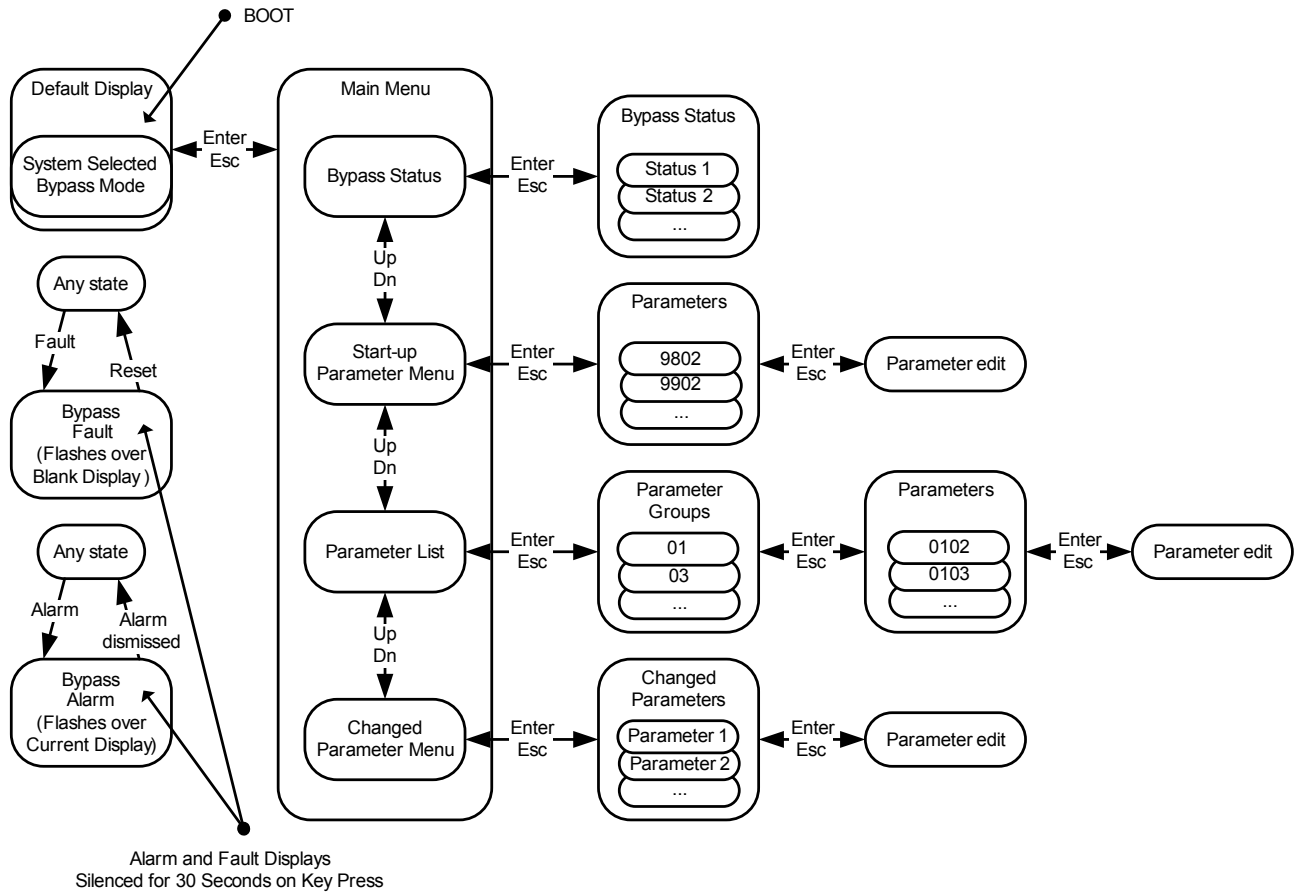 BOOT
Default Display
System Selected
Bypass Mode
Enter
Esc
Main Menu
Bypass Status
Enter
Esc
Bypass Status
Status 1
Status 2
...
Up
Dn
Start-up
Parameter Menu
Enter
Esc
Parameters
9802
9902
...
Enter
Esc
Parameter edit
Up
Dn
Parameter List
Enter
Esc
Parameter
Groups
01
03
...
Enter
Esc
Parameters
0102
0103
...
Enter
Esc
Parameter edit
Up
Dn
Changed
Parameter Menu
Enter
Esc
Changed
Parameters
Parameter 1
Parameter 2
...
Enter
Esc
Parameter edit
Any state
Fault
Reset
Bypass
Fault
(Flashes over
Blank Display )
Any state
Alarm
Alarm
dismissed
Bypass
Alarm
(Flashes over
Current Display)
Alarm and Fault Displays
Silenced for 30 Seconds on Key Press